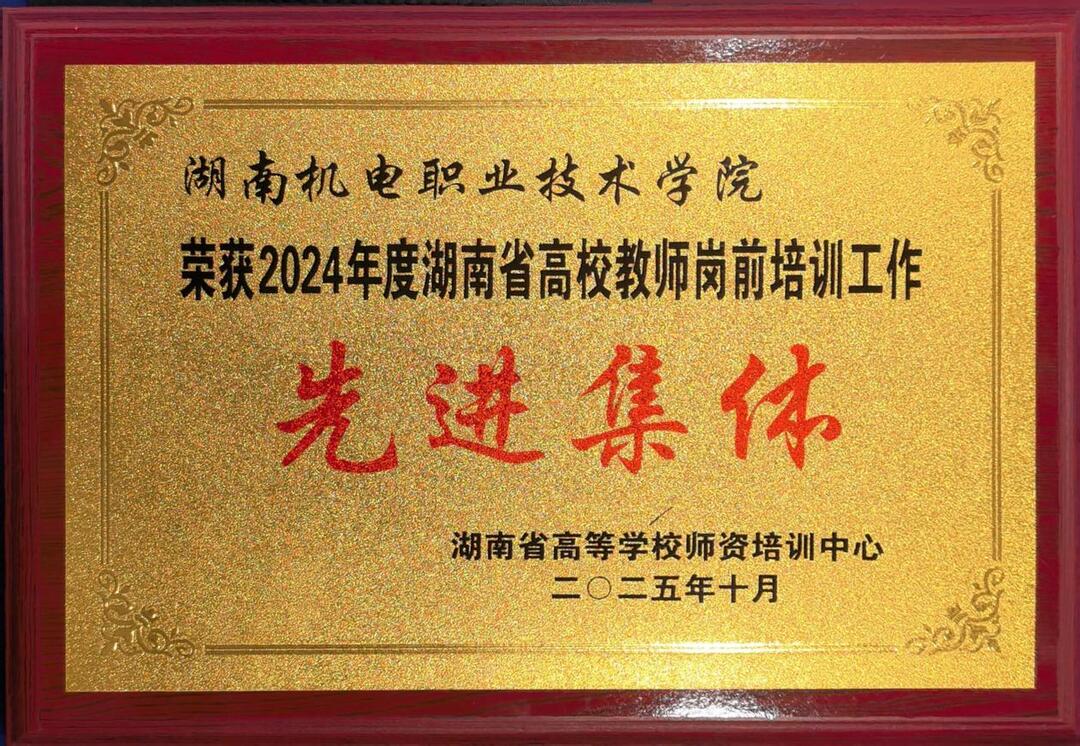 湖南机电职业技术学院
荣获2024年度湖南省高校教师岗前培训工作
先进集体
湖南省高等学校师资培训中心
二〇二五年十月